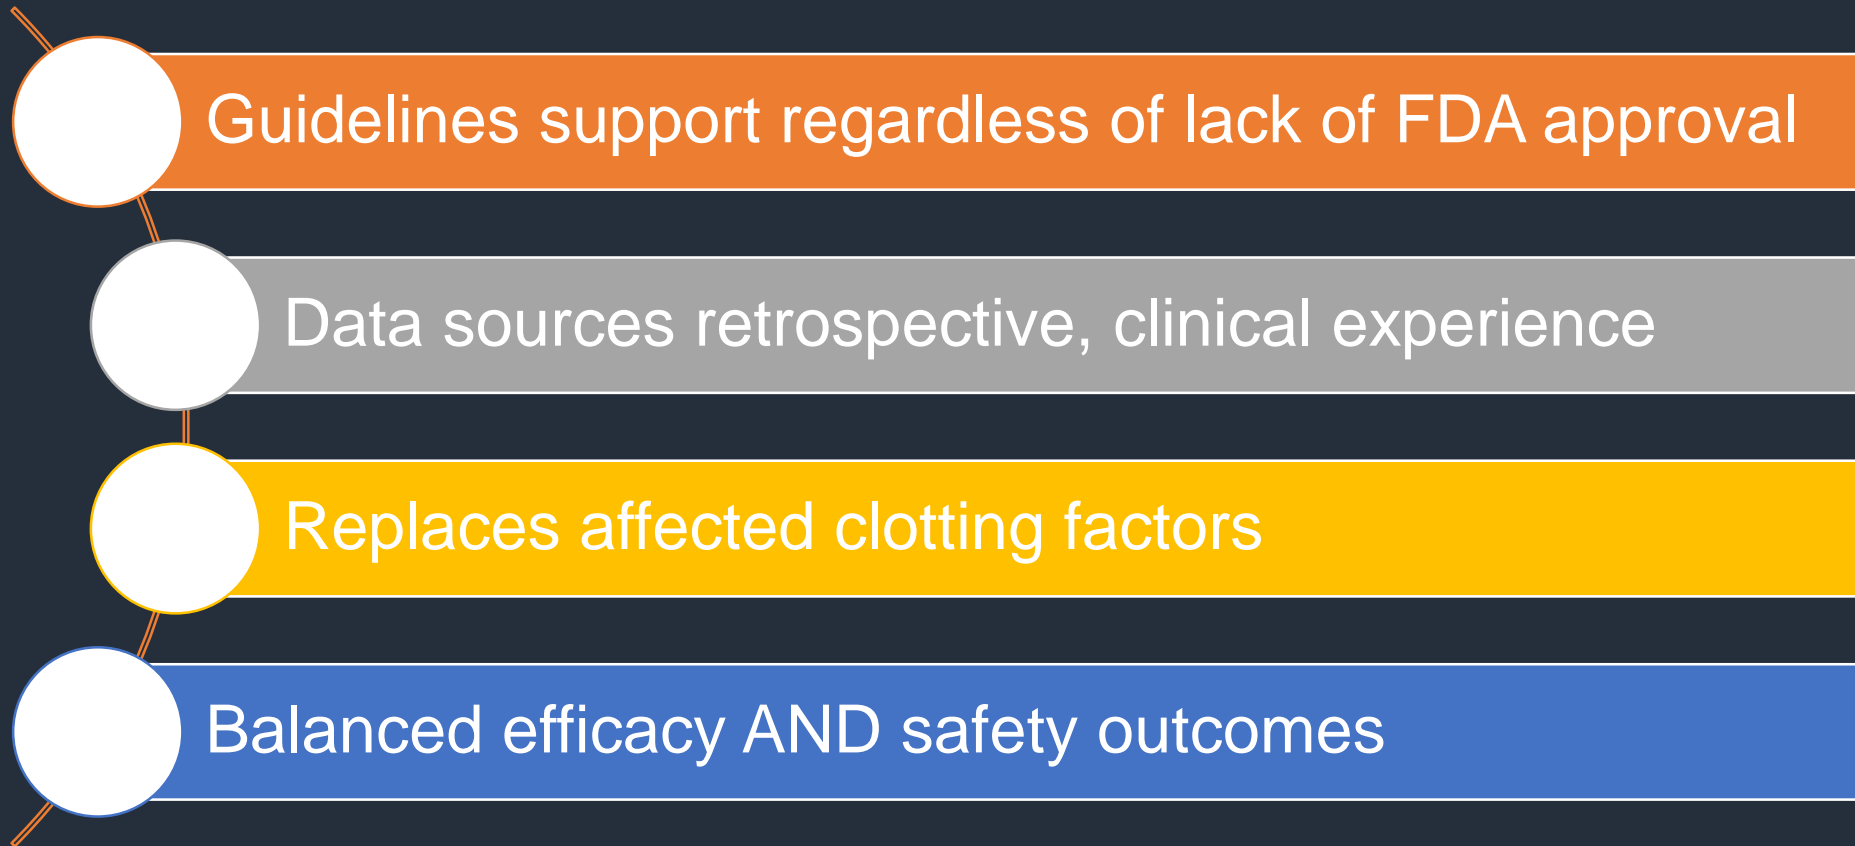 Guidelines support regardless of lack of FDA approval
Data sources retrospective, clinical experience
Replaces affected clotting factors
Balanced efficacy AND safety outcomes